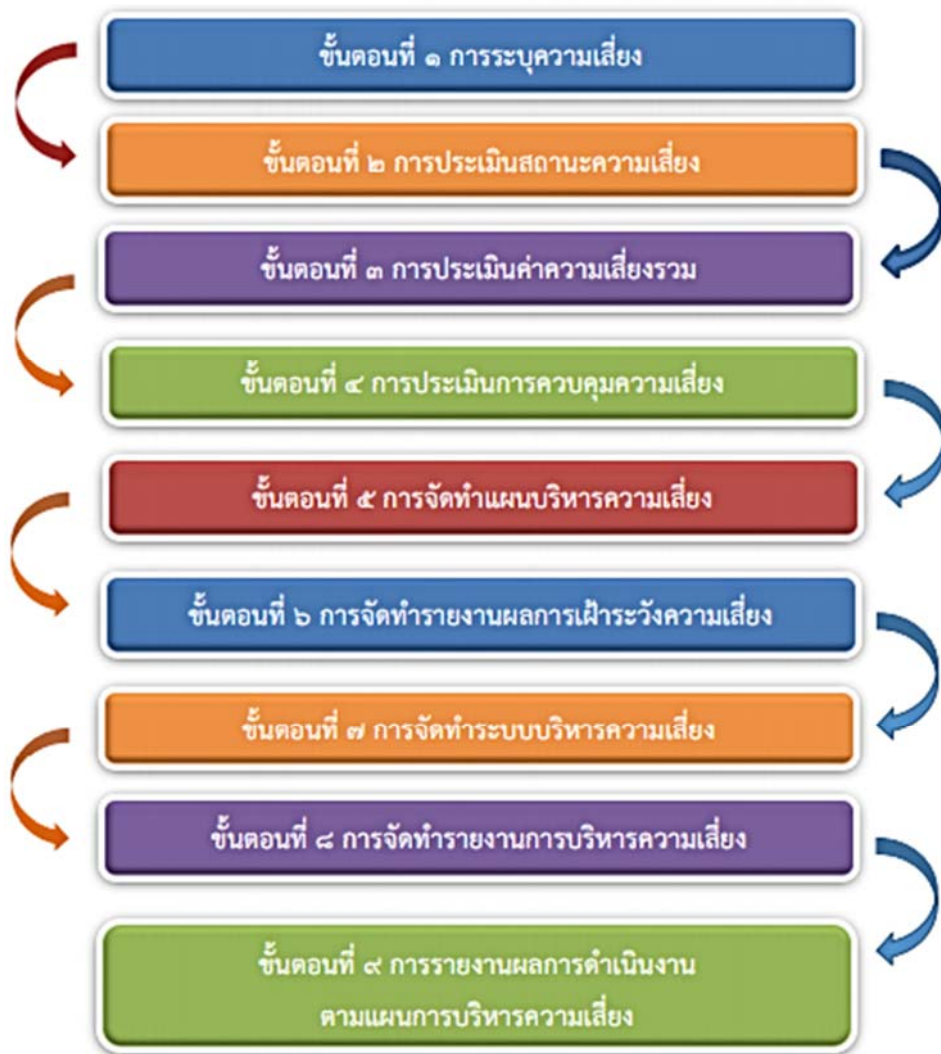 ขั้นตอนที่ ๑ การระบุความเสี่ยง
ขั้นตอนที่ ๒ การประเมินสถานะความเสี่ยง
ขั้นตอนที่ ๓ การประเมินค่าความเสี่ยงรวม
ขั้นตอนที่ ๔ การประเมินการควบคุมความเสี่ยง
ขั้นตอนที่ ๕ การจัดทำแผนบริหารความเสี่ยง
ขั้นตอนที่ ๖ การจัดทำรายงานผลการเฝ้าระวังความเสี่ยง
ขั้นตอนที่ ๗ การจัดทำระบบบริหารความเสี่ยง
ขั้นตอนที่ ๘ การจัดทำรายงานการบริหารความเสี่ยง
ขั้นตอนที่ ๙ การรายงานผลการดำเนินงาน
ตามแผนการบริหารความเสี่ยง